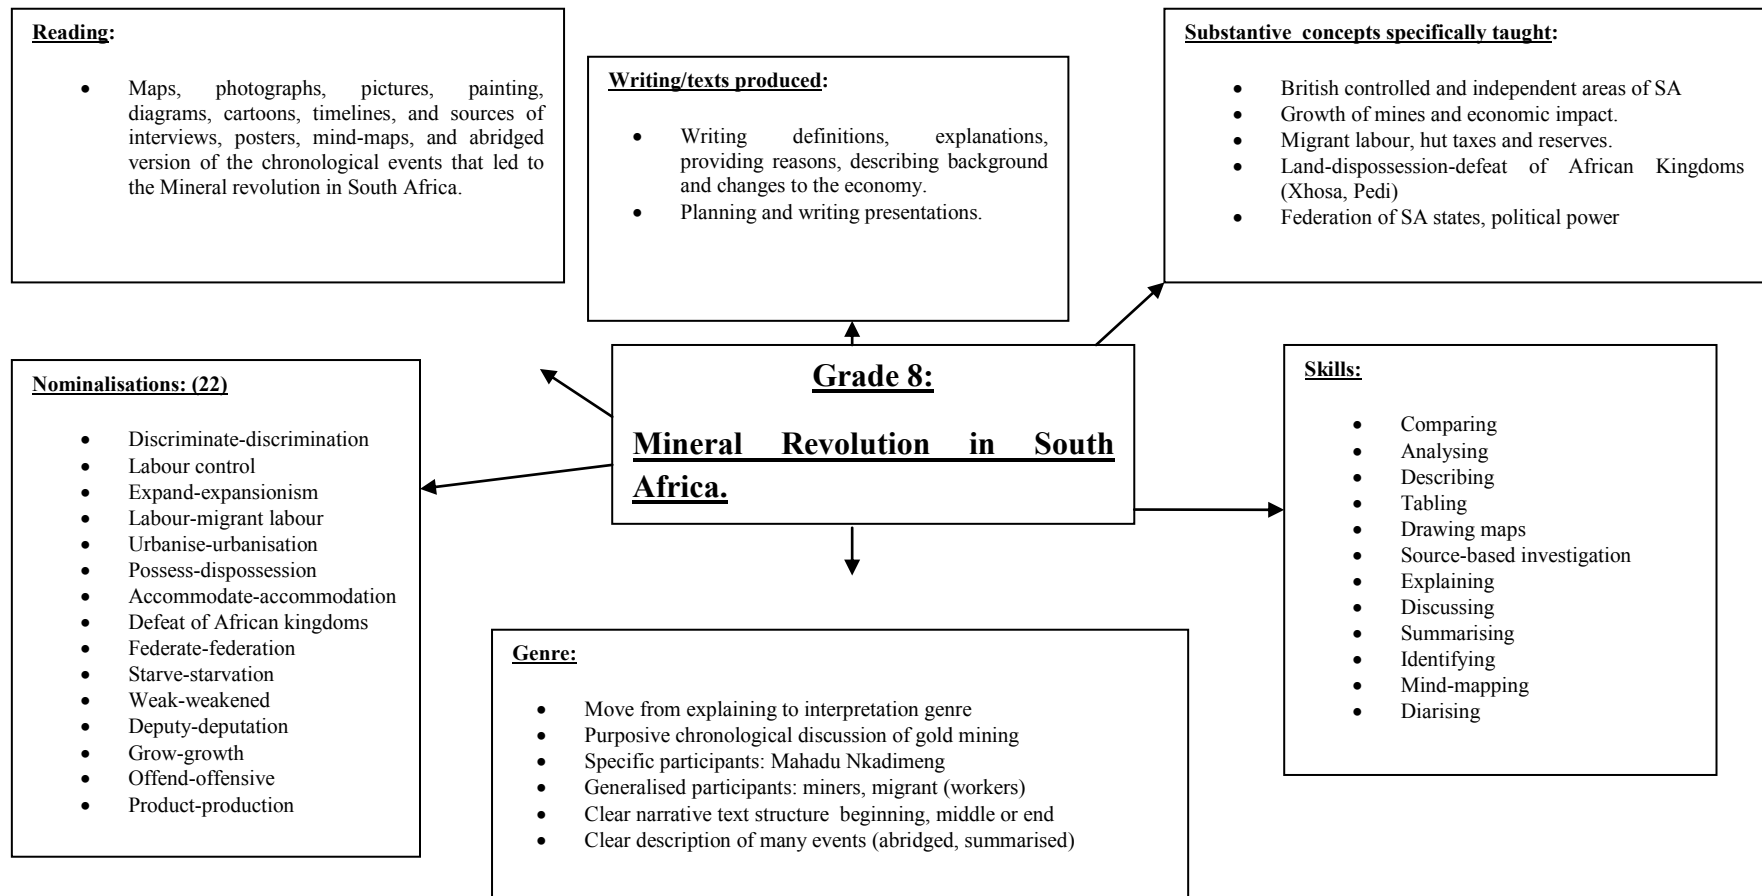 Reading:
• Maps, photographs, pictures, painting,
diagrams, cartoons, timelines, and sources of
interviews, posters, mind-maps, and abridged
version of the chronological events that led to
the Mineral revolution in South Africa.
Writing/texts produced:
• Writing definitions, explanations,
providing reasons, describing background
and changes to the economy.
• Planning and writing presentations.
Substantive concepts specifically taught:
• British controlled and independent areas of SA
• Growth of mines and economic impact.
• Migrant labour, hut taxes and reserves.
• Land-dispossession-defeat of African Kingdoms
(Xhosa, Pedi)
• Federation of SA states, political power
Nominalisations: (22)
• Discriminate-discrimination
• Labour control
• Expand-expansionism
• Labour-migrant labour
• Urbanise-urbanisation
• Possess-dispossession
• Accommodate-accommodation
• Defeat of African kingdoms
• Federate-federation
• Starve-starvation
• Weak-weakened
• Deputy-deputation
• Grow-growth
• Offend-offensive
• Product-production
Grade 8:
Mineral Revolution in South
Africa.
Skills:
• Comparing
• Analysing
• Describing
• Tabling
• Drawing maps
• Source-based investigation
• Explaining
• Discussing
• Summarising
• Identifying
• Mind-mapping
• Diarising
Genre:
• Move from explaining to interpretation genre
• Purposive chronological discussion of gold mining
• Specific participants: Mahadu Nkadimeng
• Generalised participants: miners, migrant (workers)
• Clear narrative text structure beginning, middle or end
• Clear description of many events (abridged, summarised)